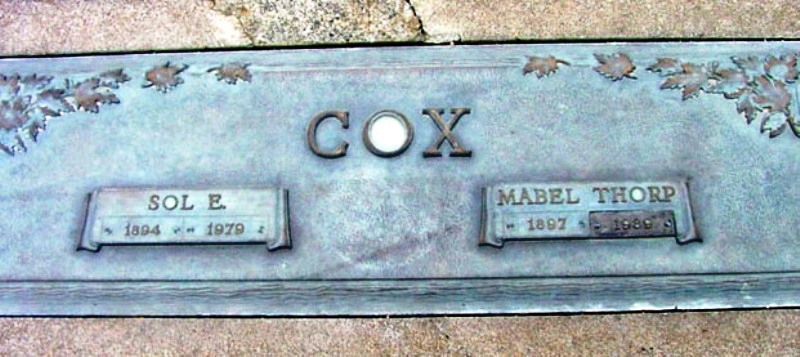 COX
SOL E.
1894 1979
MABEL THORP
1897 1989